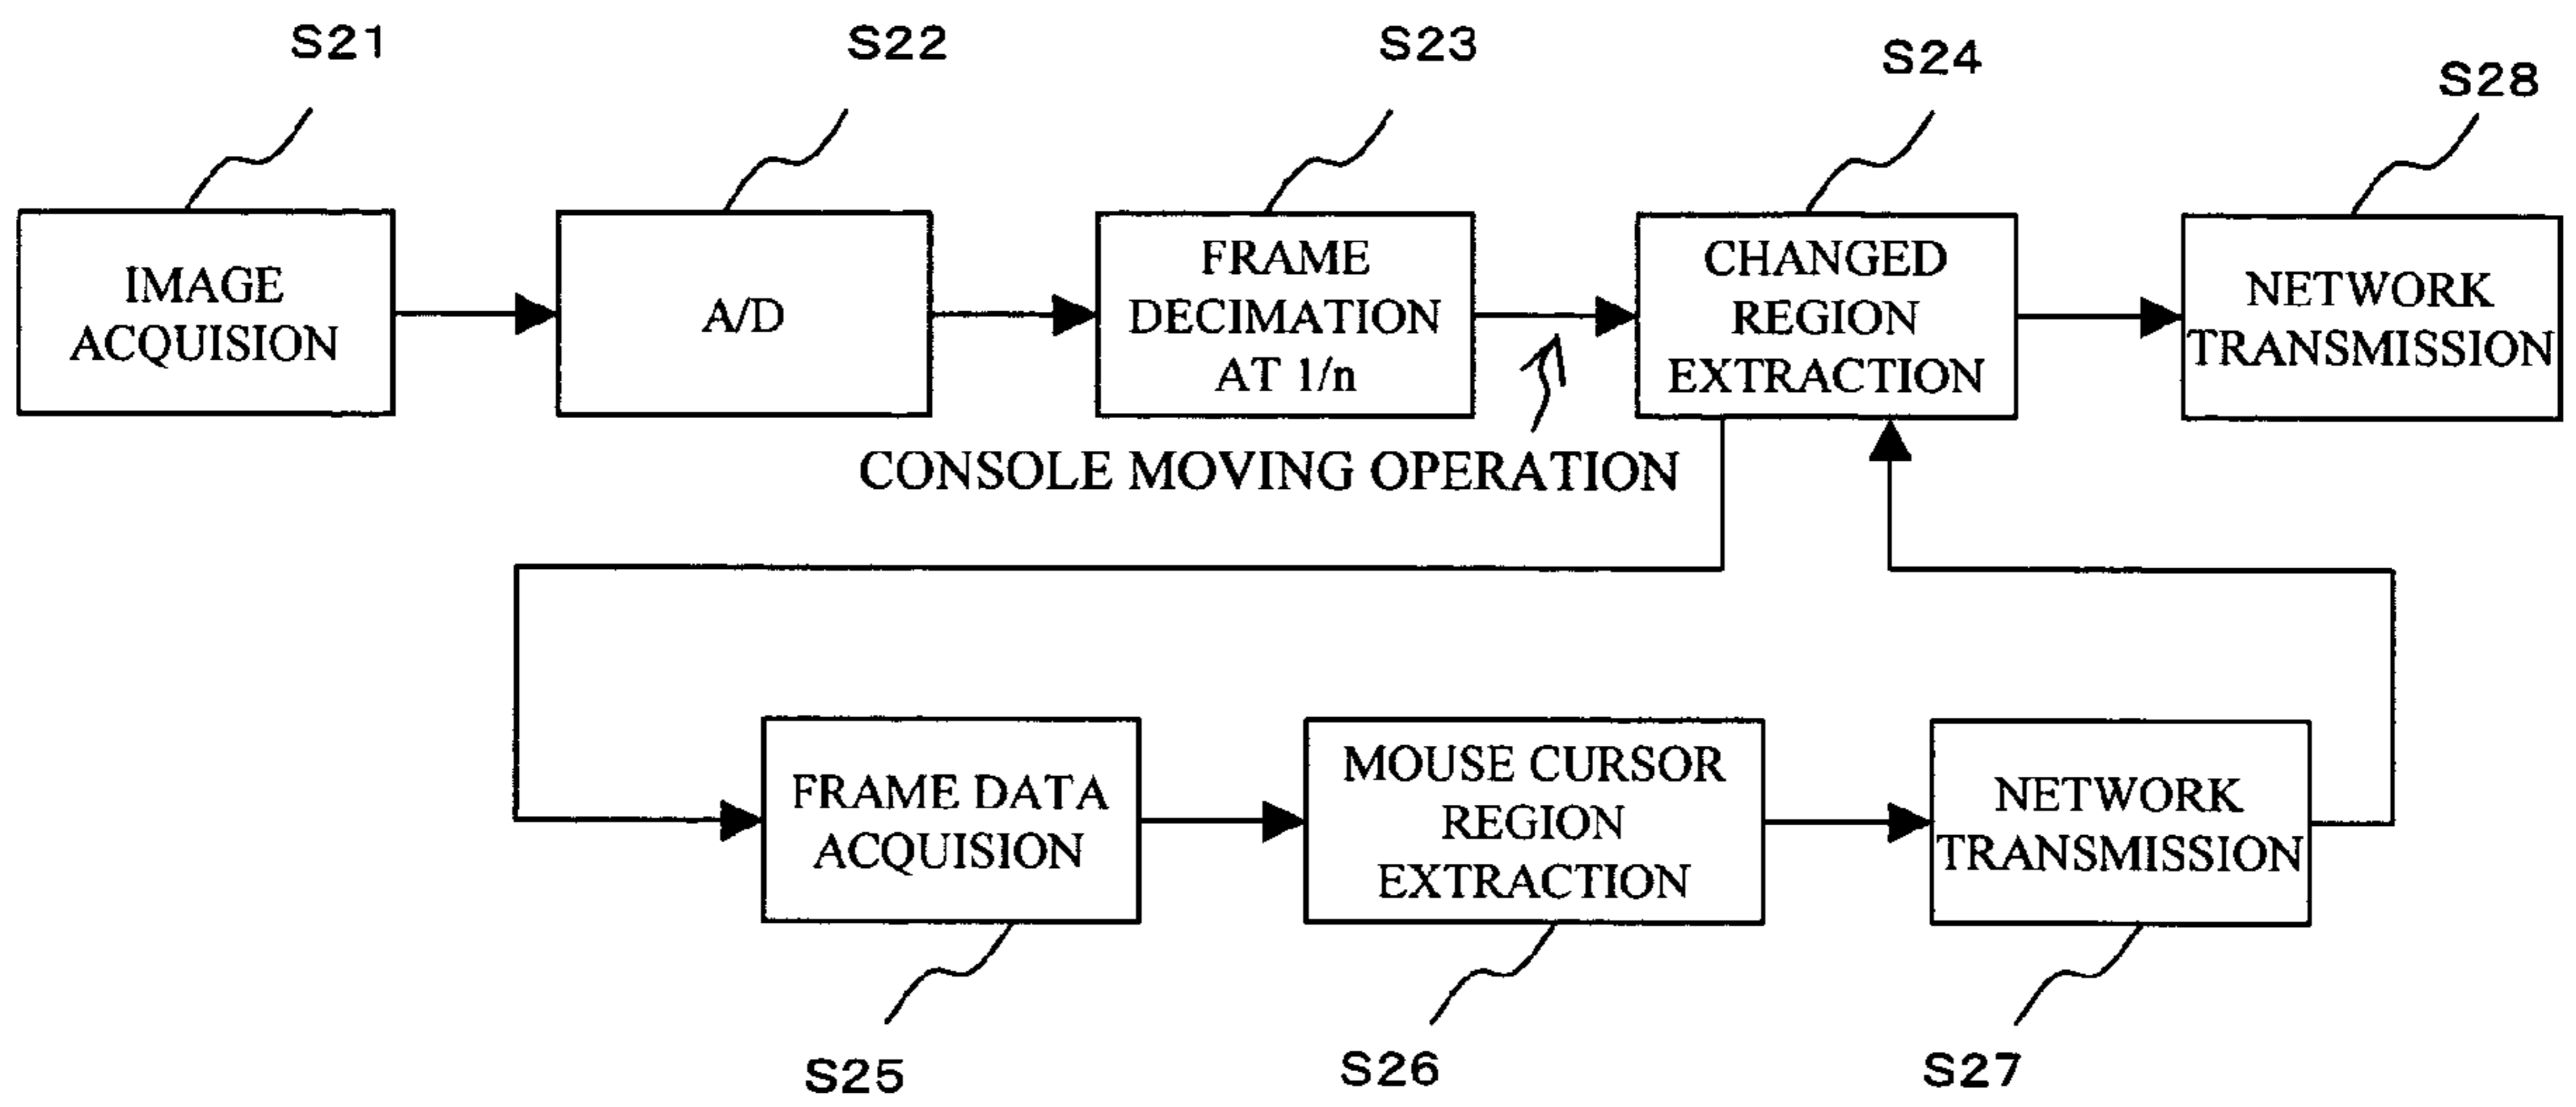 S21
S22
S23
S24
S28
IMAGE
ACQUISION
A/D
FRAME
DECIMATION
AT 1/n
CHANGED
REGION
EXTRACTION
NETWORK
TRANSMISSION
CONSOLE MOVING OPERATION
FRAME DATA
ACQUISION
MOUSE CURSOR
REGION
EXTRACTION
NETWORK
TRANSMISSION
S25
S26
S27